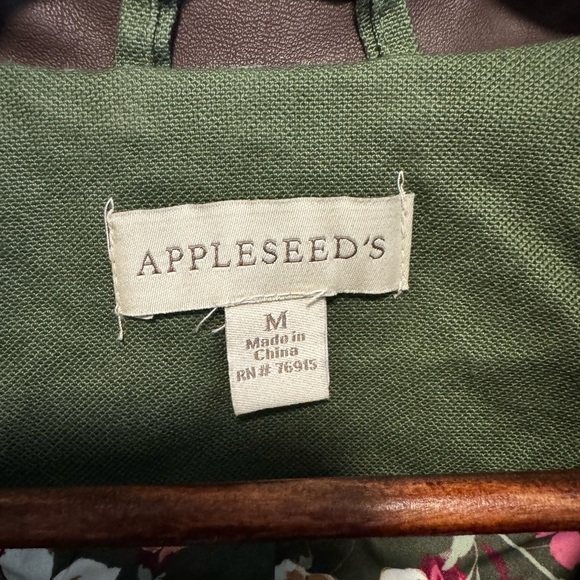 APPLESEED'S
M
Made in
China
RN# 76915